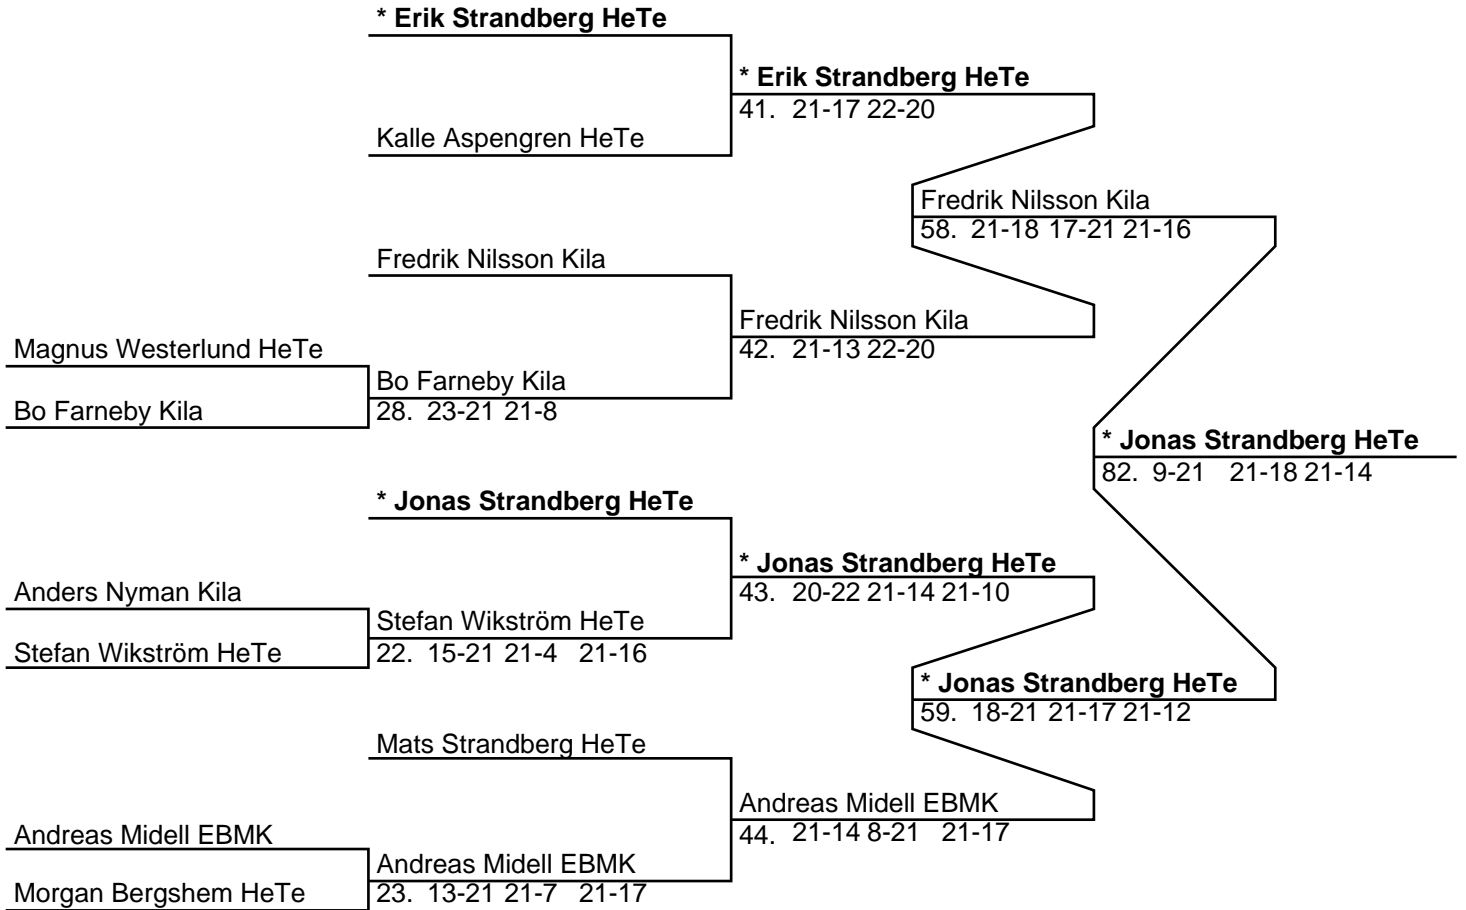 * Erik Strandberg HeTe
* Erik Strandberg HeTe
41. 21-17 22-20
Kalle Aspengren HeTe
Fredrik Nilsson Kila
58. 21-18 17-21 21-16
Fredrik Nilsson Kila
Fredrik Nilsson Kila
42. 21-13 22-20
Magnus Westerlund HeTe
Bo Farneby Kila
28. 23-21 21-8
Bo Farneby Kila
* Jonas Strandberg HeTe
82. 9-21 21-18 21-14
* Jonas Strandberg HeTe
* Jonas Strandberg HeTe
43. 20-22 21-14 21-10
Anders Nyman Kila
Stefan Wikström HeTe
22. 15-21 21-4 21-16
Stefan Wikström HeTe
* Jonas Strandberg HeTe
59. 18-21 21-17 21-12
Mats Strandberg HeTe
Andreas Midell EBMK
44. 21-14 8-21 21-17
Andreas Midell EBMK
Andreas Midell EBMK
23. 13-21 21-7 21-17
Morgan Bergshem HeTe